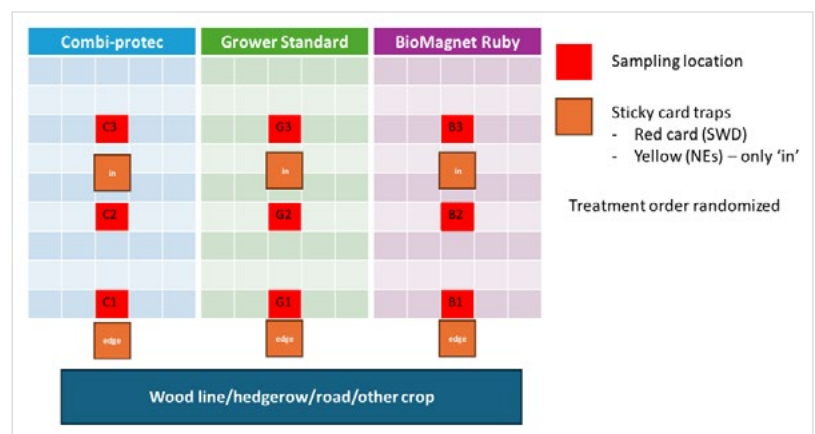 Combi-protec Grower Standard BioMagnet Ruby
C3 G3 B3
in in in
C2 G2 B2
C1 G1 B1
edge edge edge
Wood line/hedgerow/road/other crop
Sampling location
Sticky card traps
- Red card (SWD)
- Yellow (NEs) – only ‘in’
Treatment order randomized